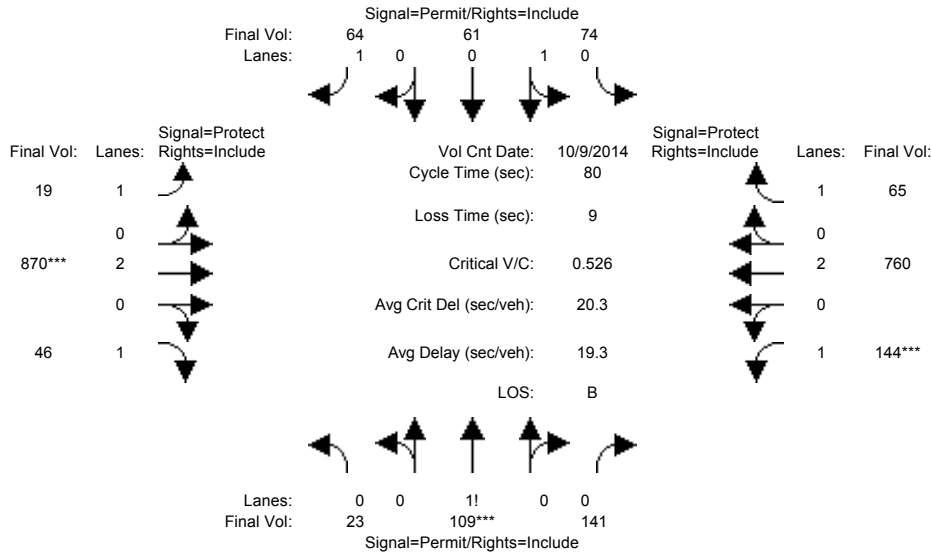 Signal=Permit/Rights=Include
Final Vol: 64 61 74
Lanes: 1 0 0 1 0
Signal=Protect Signal=Protect
Final Vol: Lanes: Rights=Include Vol Cnt Date: 10/9/2014 Rights=Include Lanes: Final Vol:
Cycle Time (sec): 80
19 1 1 65
Loss Time (sec): 9
0 0
870*** 2 Critical V/C: 0.526 2 760
0 Avg Crit Del (sec/veh): 20.3 0
46 1 Avg Delay (sec/veh): 19.3 1 144***
LOS: B
Lanes: 0 0 1! 0 0
Final Vol: 23 109*** 141
Signal=Permit/Rights=Include